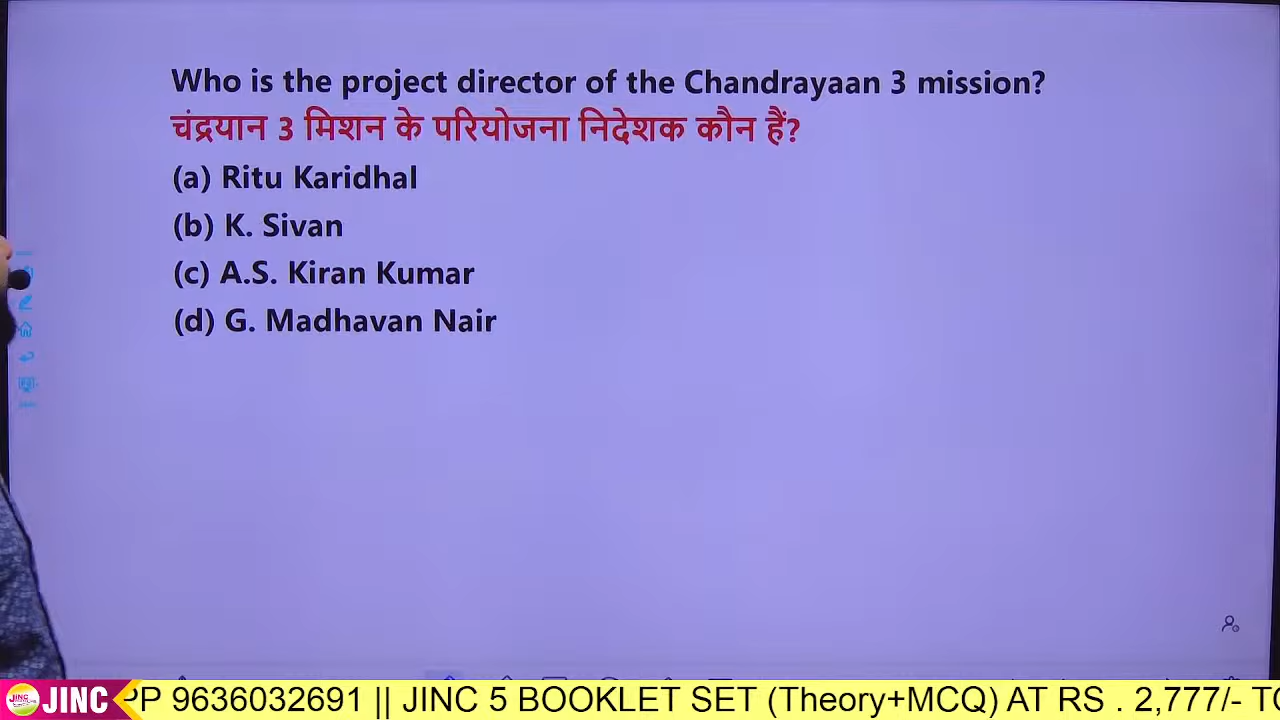 Who is the project director of the Chandrayaan 3 mission?
चंद्रयान 3 मिशन के परियोजना निदेशक कौन हैं?
(a) Ritu Karidhal
(b) K. Sivan
(c) A.S. Kiran Kumar
(d) G. Madhavan Nair
JINC PP 9636032691 || JINC 5 BOOKLET SET (Theory+MCQ) AT RS . 2,777/- TO